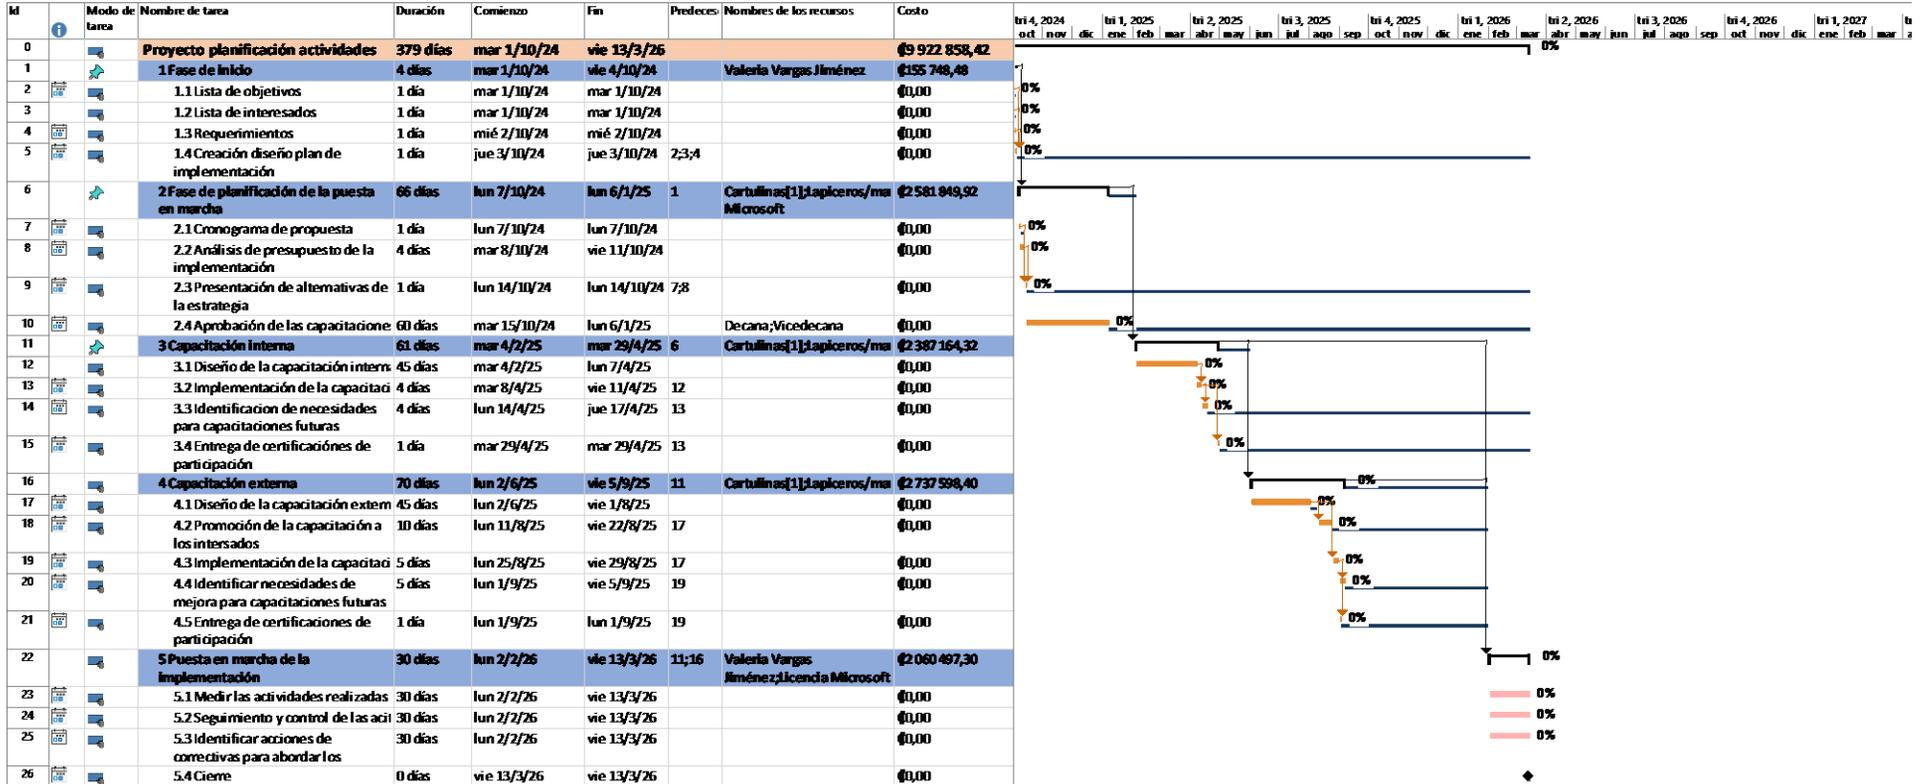 Id Modo de Nombre de tarea Duración Comienzo Fin Predeces Nombres de los recursos Costo tri 4, 2024 tri 1, 2025 tri 2, 2025 tri 3, 2025 tri 4, 2025 tri 1, 2026 tri 2, 2026 tri 3, 2026 tri 4, 2026 tri 1, 2027
tarea oct nov dic ene feb mar abr may jun jul ago sep oct nov dic ene feb mar abr may jun jul ago sep oct nov dic ene feb mar
0 Proyecto planificación actividades 379 días mar 1/10/24 vie 13/3/26 ₡9 922 858,42 0%
1 1 Fase de inicio 4 días mar 1/10/24 vie 4/10/24 Valeria Vargas Jiménez ₡155 748,48
2 1.1 Lista de objetivos 1 día mar 1/10/24 mar 1/10/24 ₡0,00 0%
3 1.2 Lista de interesados 1 día mar 1/10/24 mar 1/10/24 ₡0,00 0%
4 1.3 Requerimientos 1 día mié 2/10/24 mié 2/10/24 ₡0,00 0%
5 1.4 Creación diseño plan de 1 día jue 3/10/24 jue 3/10/24 2;3;4 ₡0,00 0%
implementación
6 2 Fase de planificación de la puesta 66 días lun 7/10/24 lun 6/1/25 1 Cartulinas[1];Lapiceros/ma ₡2 581 849,92
en marcha Microsoft
7 2.1 Cronograma de propuesta 1 día lun 7/10/24 lun 7/10/24 ₡0,00 0%
8 2.2 Análisis de presupuesto de la 4 días mar 8/10/24 vie 11/10/24 ₡0,00 0%
implementación
9 2.3 Presentación de alternativas de 1 día lun 14/10/24 lun 14/10/24 7;8 ₡0,00 0%
la estrategia
10 2.4 Aprobación de las capacitacione 60 días mar 15/10/24 lun 6/1/25 Decana;Vicedecana ₡0,00 0%
11 3 Capacitación interna 61 días mar 4/2/25 mar 29/4/25 6 Cartulinas[1];Lapiceros/ma ₡2 387 164,32
12 3.1 Diseño de la capacitación intern 45 días mar 4/2/25 lun 7/4/25 ₡0,00 0%
13 3.2 Implementación de la capacitaci 4 días mar 8/4/25 vie 11/4/25 12 ₡0,00 0%
14 3.3 Identificacion de necesidades 4 días lun 14/4/25 jue 17/4/25 13 ₡0,00 0%
para capacitaciones futuras
15 3.4 Entrega de certificaciónes de 1 día mar 29/4/25 mar 29/4/25 13 ₡0,00 0%
participación
16 4 Capacitación externa 70 días lun 2/6/25 vie 5/9/25 11 Cartulinas[1];Lapiceros/ma ₡2 737 598,40 0%
17 4.1 Diseño de la capacitación extern 45 días lun 2/6/25 vie 1/8/25 ₡0,00 0%
18 4.2 Promoción de la capacitación a 10 días lun 11/8/25 vie 22/8/25 17 ₡0,00 0%
los intersados
19 4.3 Implementación de la capacitaci 5 días lun 25/8/25 vie 29/8/25 17 ₡0,00 0%
20 4.4 Identificar necesidades de 5 días lun 1/9/25 vie 5/9/25 19 ₡0,00 0%
mejora para capacitaciones futuras
21 4.5 Entrega de certificaciones de 1 día lun 1/9/25 lun 1/9/25 19 ₡0,00 0%
participación
22 5 Puesta en marcha de la 30 días lun 2/2/26 vie 13/3/26 11;16 Valeria Vargas ₡2 060 497,30 0%
implementación Jiménez;Licencia Microsoft
23 5.1 Medir las actividades realizadas 30 días lun 2/2/26 vie 13/3/26 ₡0,00 0%
24 5.2 Seguimiento y control de las acti 30 días lun 2/2/26 vie 13/3/26 ₡0,00 0%
25 5.3 Identificar acciones de 30 días lun 2/2/26 vie 13/3/26 ₡0,00 0%
correctivas para abordar los
26 5.4 Cierre 0 días vie 13/3/26 vie 13/3/26 ₡0,00